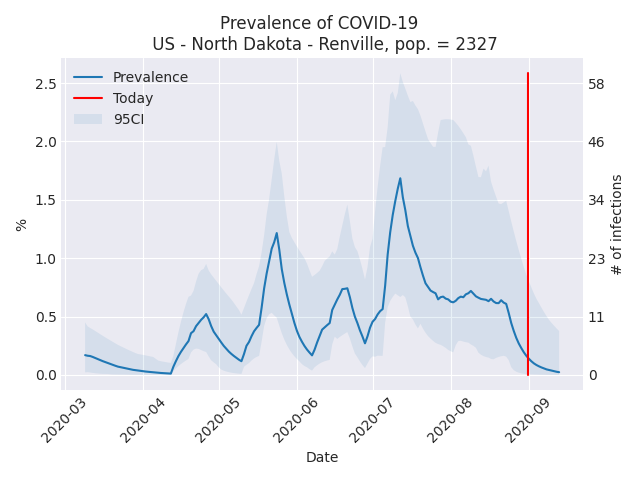 Prevalence of COVID-19
US - North Dakota - Renville, pop. = 2327
Prevalence
Today
95CI
2.5
2.0
1.5
1.0
0.5
0.0
%
58
46
34
23
11
0
# of infections
2020-03
2020-04
2020-05
2020-06
2020-07
2020-08
2020-09
Date